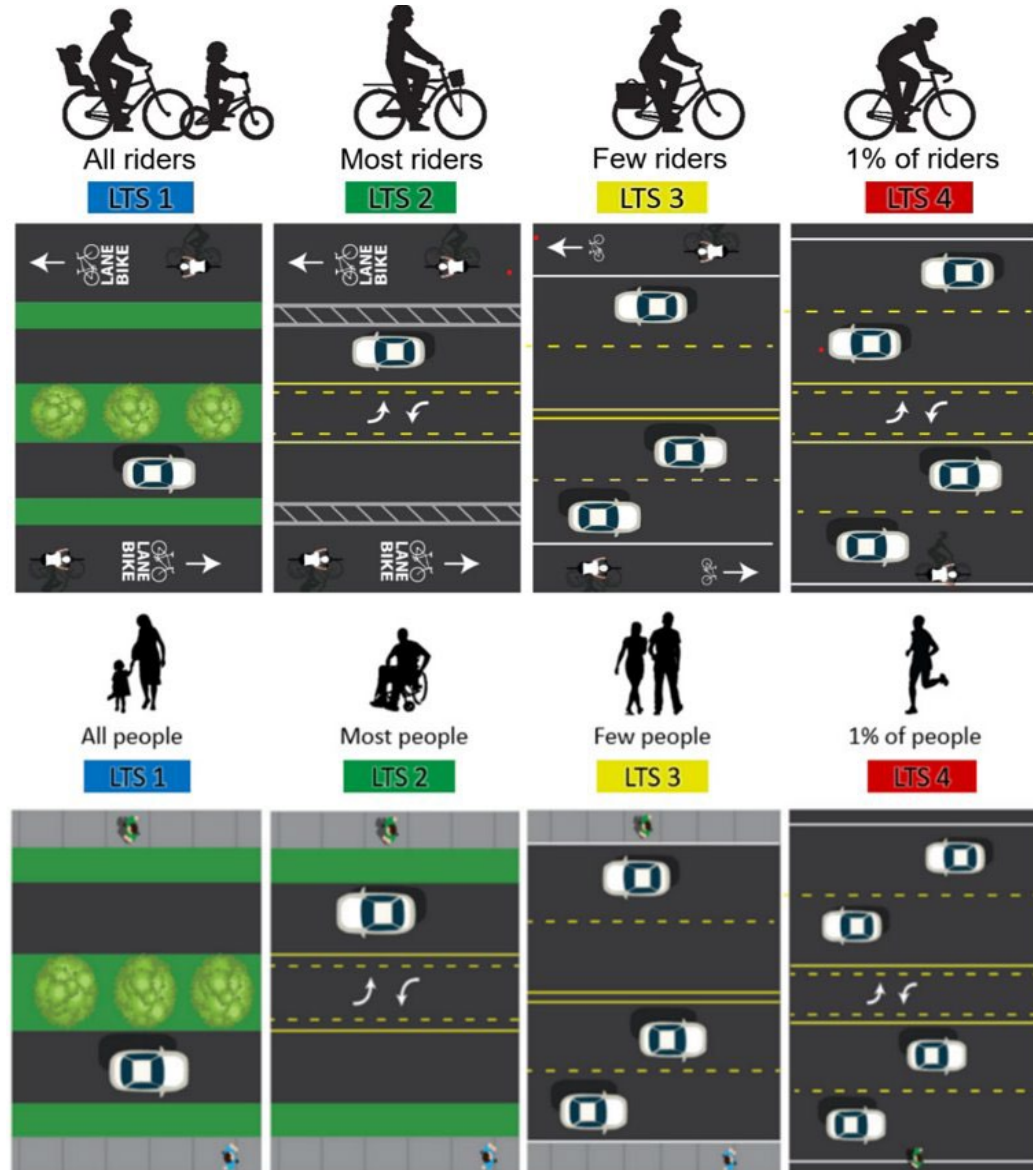 All riders
Most riders
Few riders
1% of riders
LTS 1
LTS 2
LTS 3
LTS 4
LANE
BIKE
LANE
BIKE
BIKE
LANE
BIKE
LANE
All people
Most people
Few people
1% of people
LTS 1
LTS 2
LTS 3
LTS 4